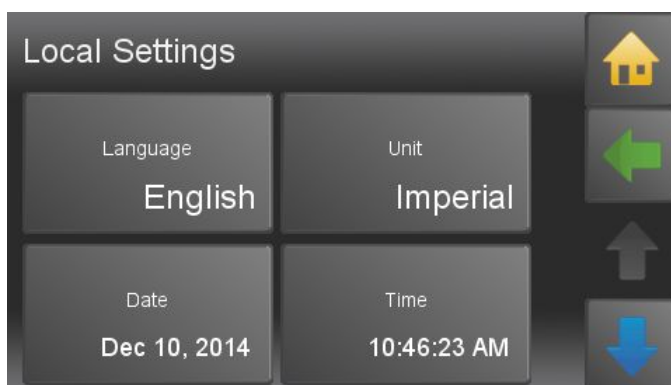 Local Settings
Language
English
Unit
Imperial
Date
Dec 10, 2014
Time
10:46:23 AM